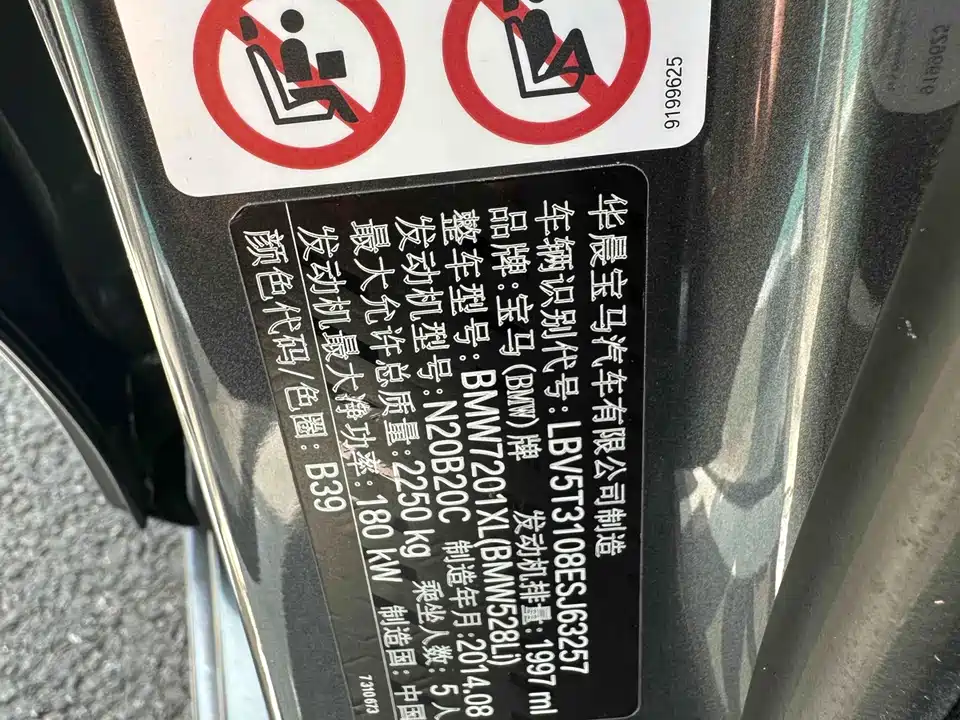 9199625
华晨宝马汽车有限公司制造
车辆识别代号:LBV5T3108ESJ63257
品牌:宝马(BMW)牌 发动机排量:1997 ml
整车型号:BMW7201XL(BMW528Li)
发动机型号:N20B20C 制造年月:2014.08
最大允许总质量:2250 kg 乘坐人数: 5人
发动机最大净功率: 180 kW 制造国: 中国
颜色代码/色圈: B39 7 310 673